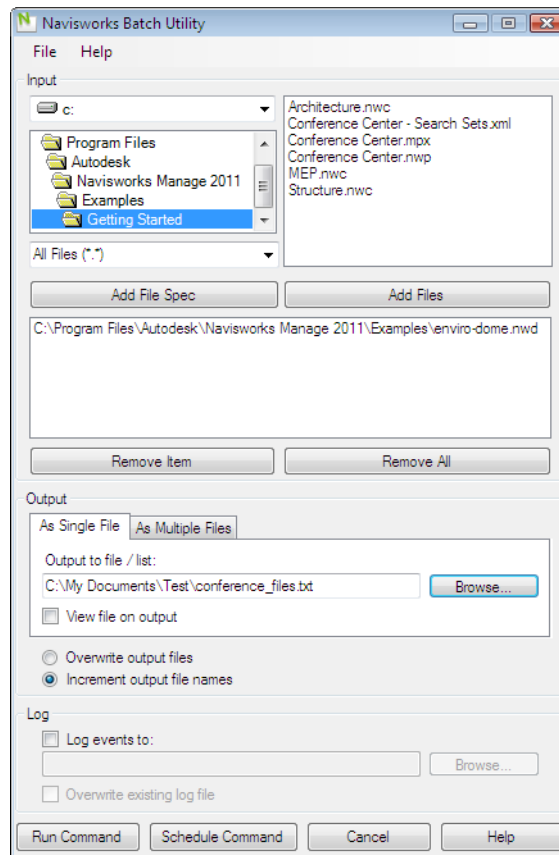 Navisworks Batch Utility
File Help
Input
c:
Program Files
Autodesk
Navisworks Manage 2011
Examples
Getting Started
All Files (*.*)
Architecture.nwc
Conference Center - Search Sets.xml
Conference Center.mpx
Conference Center.nwp
MEP.nwc
Structure.nwc
Add File Spec
Add Files
C:\Program Files\Autodesk\Navisworks Manage 2011\Examples\enviro-dome.nwd
Remove Item
Remove All
Output
As Single File
As Multiple Files
Output to file / list:
C:\My Documents\Test\conference_files.txt
Browse...
View file on output
Overwrite output files
Increment output file names
Log
Log events to:
Browse...
Overwrite existing log file
Run Command
Schedule Command
Cancel
Help